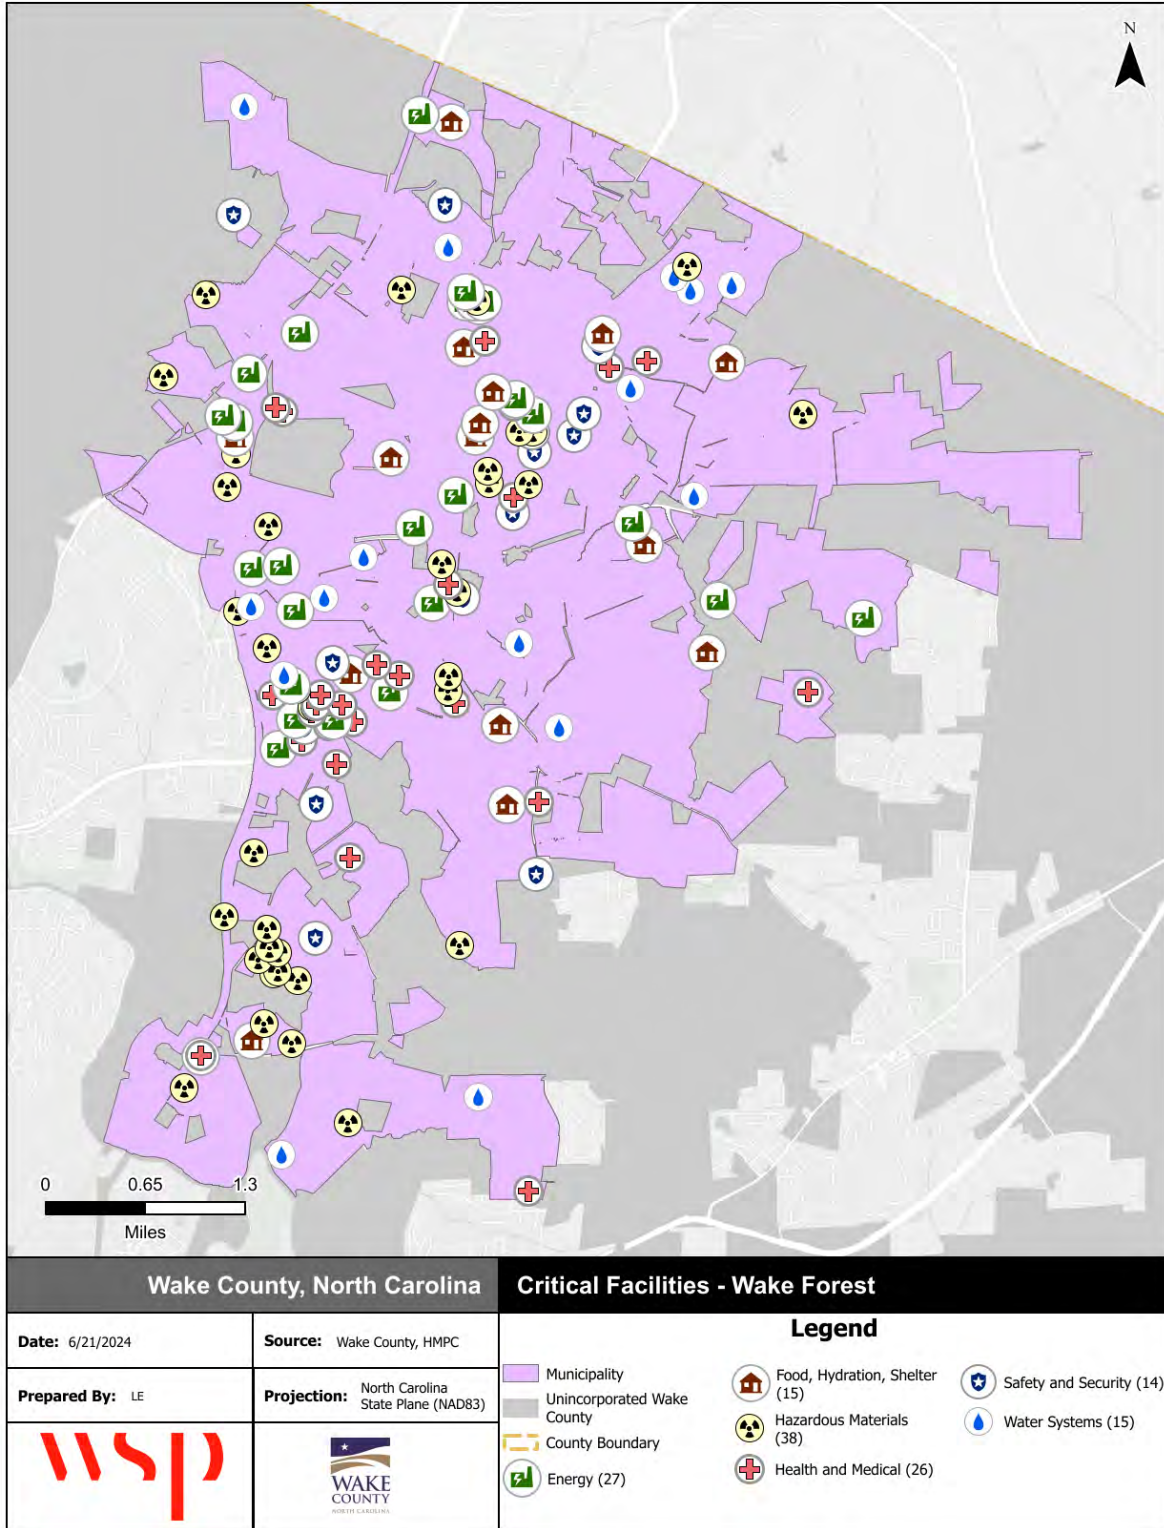 N
0 0.65 1.3
Miles
Wake County, North Carolina
Critical Facilities - Wake Forest
Date: 6/21/2024
Source: Wake County, HMPC
Prepared By: LE
Projection: North Carolina
State Plane (NAD83)
wsp
WAKE
COUNTY
NORTH CAROLINA
Legend
Municipality
Unincorporated Wake
County
County Boundary
Energy (27)
Food, Hydration, Shelter
(15)
Hazardous Materials
(38)
Health and Medical (26)
Safety and Security (14)
Water Systems (15)